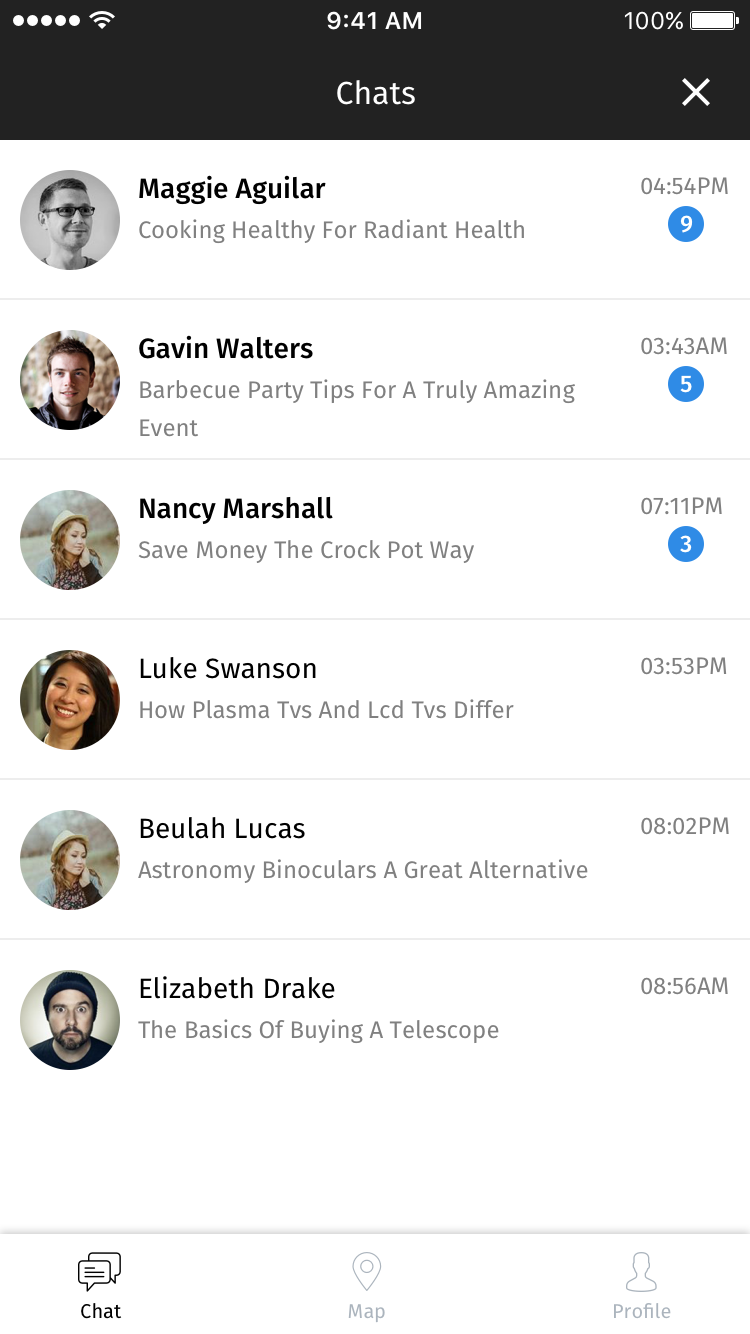 9:41 AM 100%
Chats
Maggie Aguilar 04:54PM
Cooking Healthy For Radiant Health 9
Gavin Walters 03:43AM
Barbecue Party Tips For A Truly Amazing 5
Event
Nancy Marshall 07:11PM
Save Money The Crock Pot Way 3
Luke Swanson 03:53PM
How Plasma Tvs And Lcd Tvs Differ
Beulah Lucas 08:02PM
Astronomy Binoculars A Great Alternative
Elizabeth Drake 08:56AM
The Basics Of Buying A Telescope
Chat Map Profile